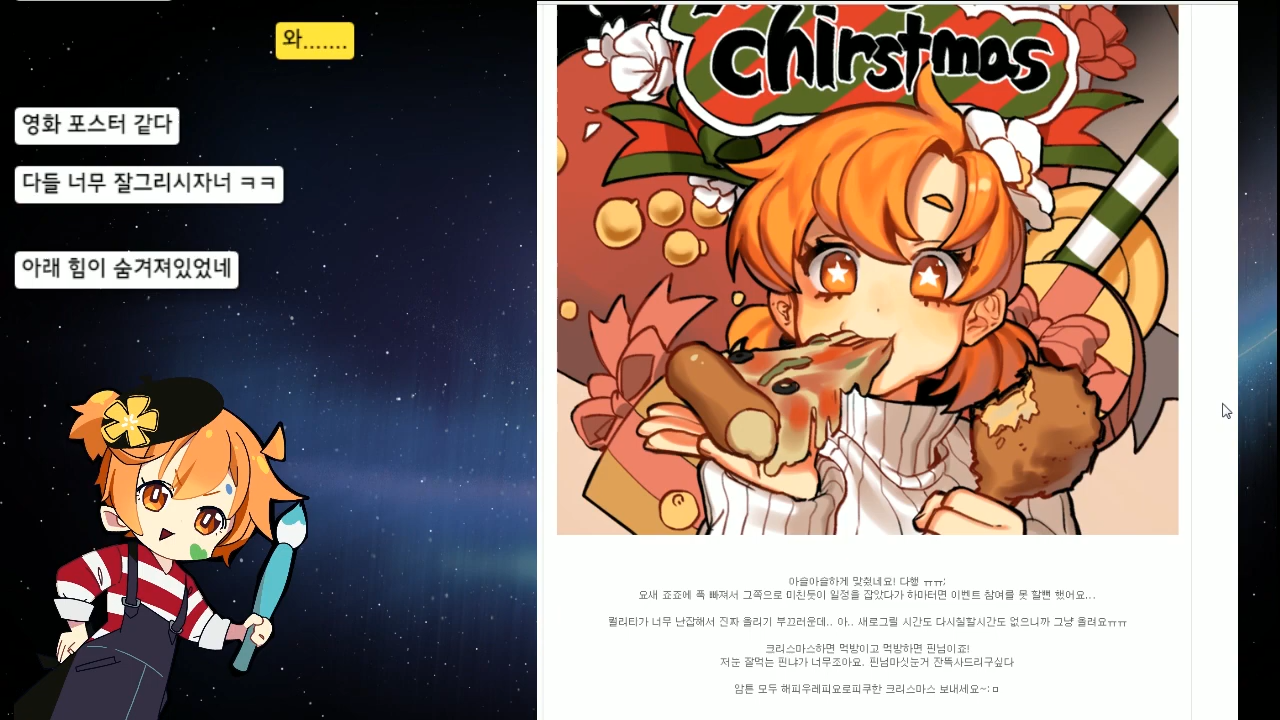 와.......
영화 포스터 같다
다들 너무 잘그리시자너 ㅋㅋ
아래 힘이 숨겨져있었네
chirstmas
아슬아슬하게 맞췄네요! 다행 ㅠㅠ;
요새 죠죠에 폭 빠져서 그쪽으로 미친듯이 일정을 잡았다가 하마터면 이벤트 참여를 못 할뻔 했어요...
퀄리티가 너무 난잡해서 진짜 올리기 부끄러운데.. 아.. 새로그릴 시간도 다시칠할시간도 없으니까 그냥 올려요ㅠㅠ
크리스마스하면 먹방이고 먹방하면 핀님이죠!
저눈 잘먹는 핀냐가 너무조아요. 핀넘마싯눈거 잔뜩사드리구싶다
암튼 모두 해피우레피요로피쿠한 크리스마스 보내세요~:ㅁ